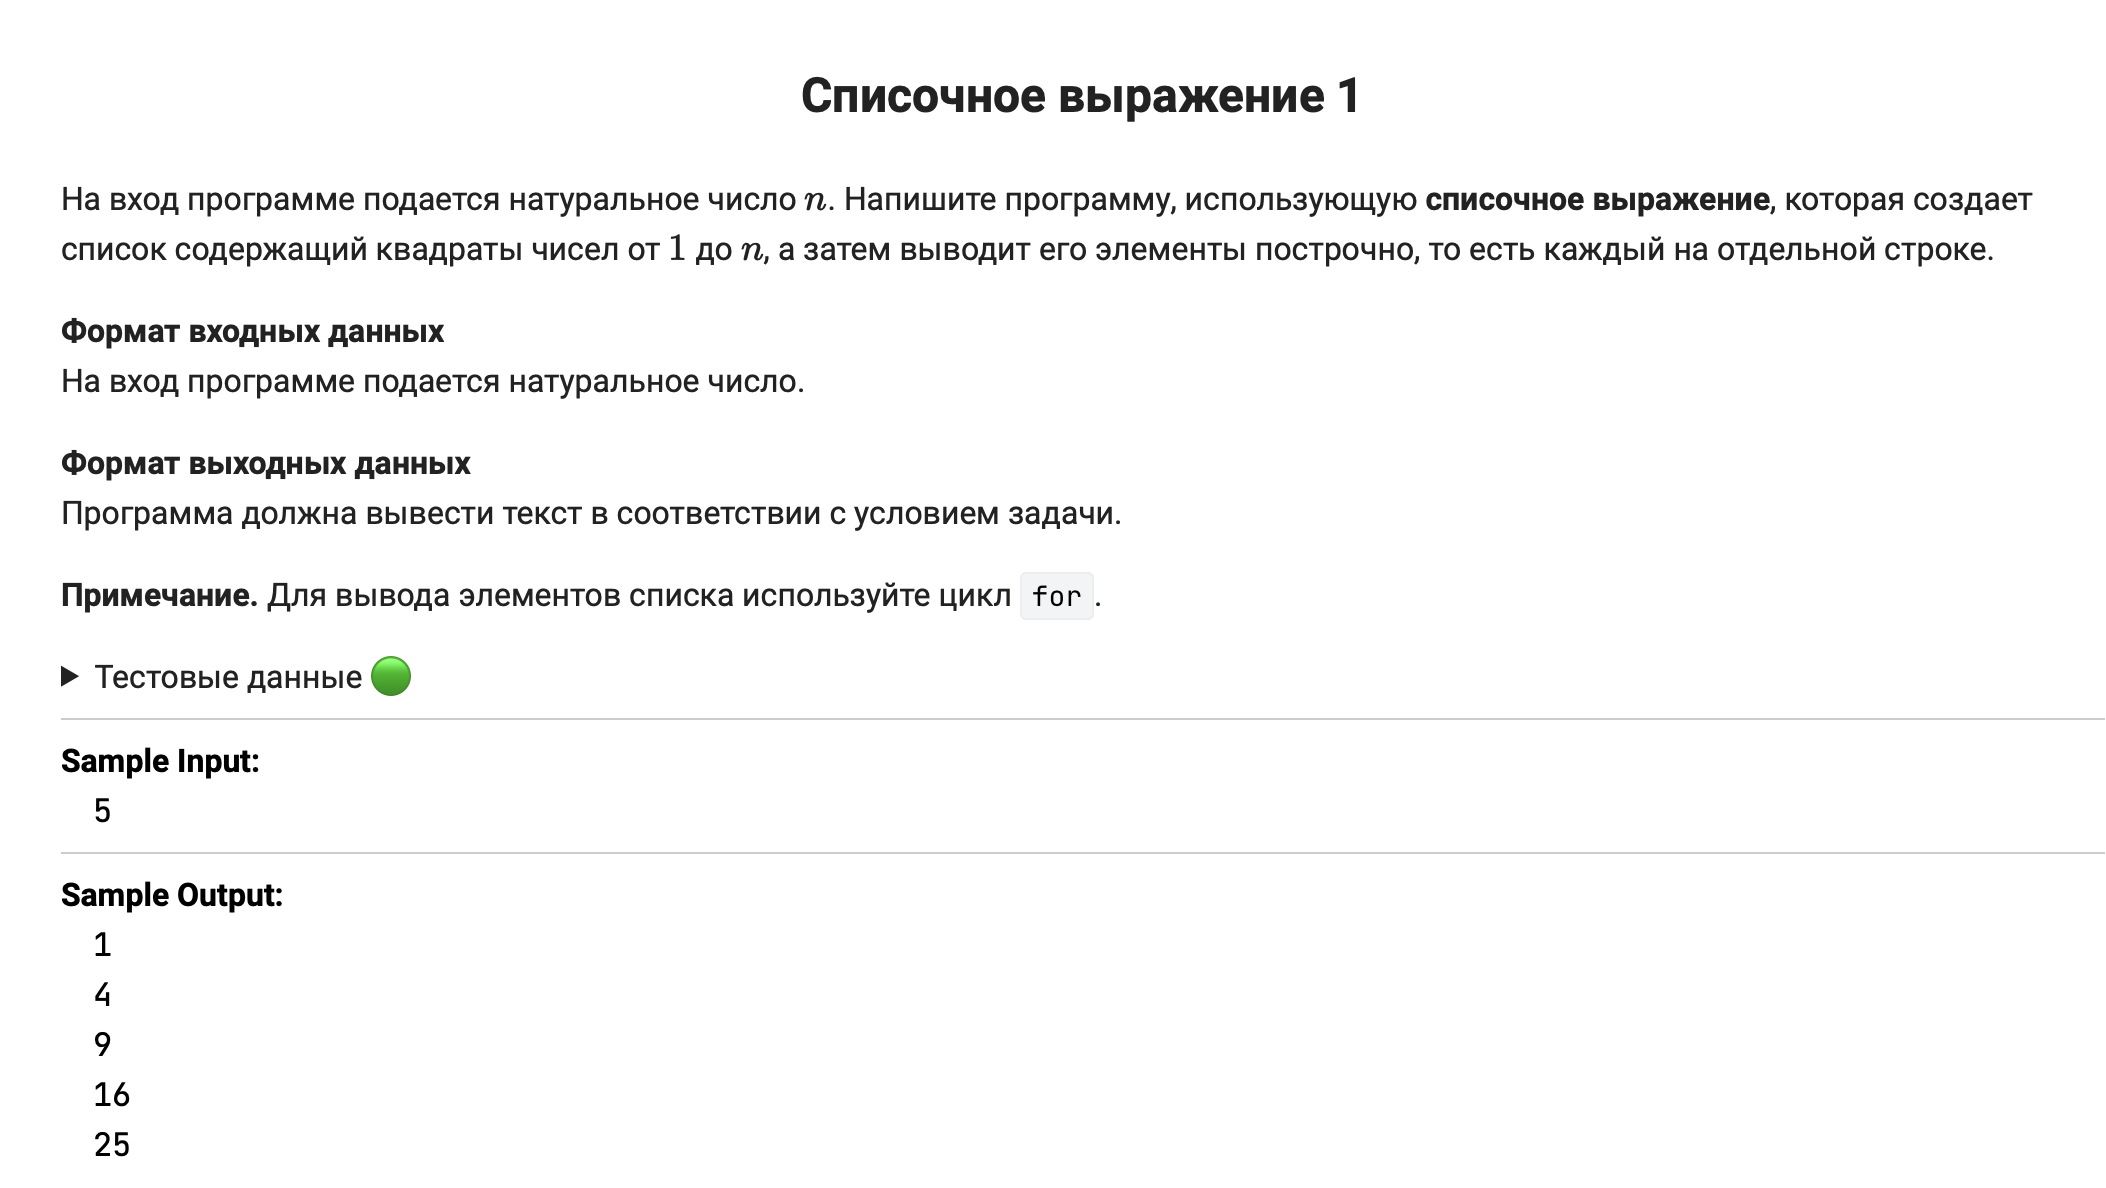 Списочное выражение 1
На вход программе подается натуральное число n. Напишите программу, использующую списочное выражение, которая создает
список содержащий квадраты чисел от 1 до n, а затем выводит его элементы построчно, то есть каждый на отдельной строке.
Формат входных данных
На вход программе подается натуральное число.
Формат выходных данных
Программа должна вывести текст в соответствии с условием задачи.
Примечание. Для вывода элементов списка используйте цикл for.
Тестовые данные
Sample Input:
5
Sample Output:
1
4
9
16
25